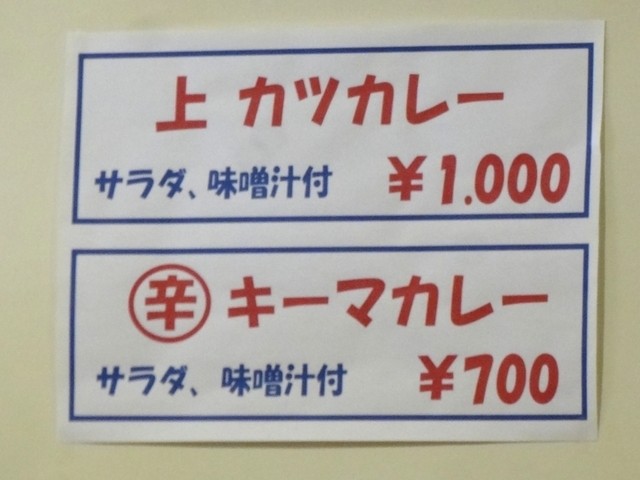 上 カツカレー
サラダ、味噌汁付 ¥1.000
辛 キーマカレー
サラダ、味噌汁付 ¥700